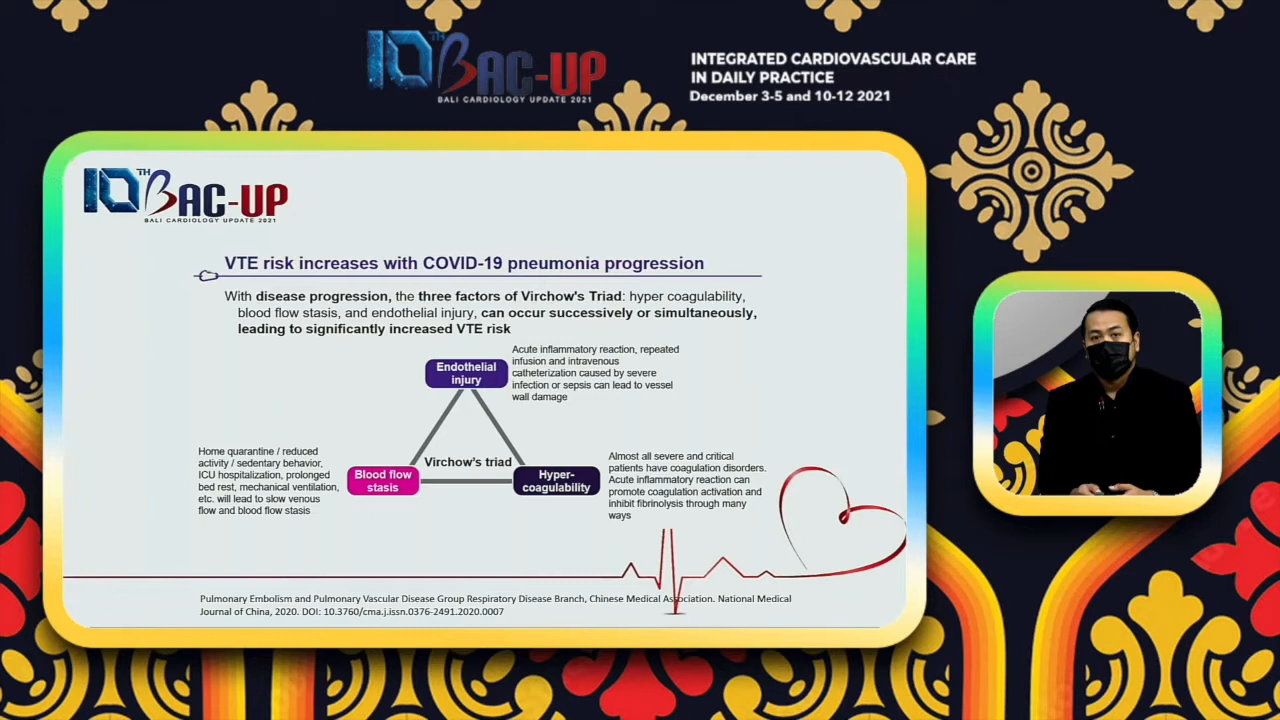 10TH BAC-UP
BALI CARDIOLOGY UPDATE 2021
INTEGRATED CARDIOVASCULAR CARE
IN DAILY PRACTICE
December 3-5 and 10-12 2021
10TH BAC-UP
BALI CARDIOLOGY UPDATE 2021
VTE risk increases with COVID-19 pneumonia progression
With disease progression, the three factors of Virchow's Triad: hyper coagulability,
blood flow stasis, and endothelial injury, can occur successively or simultaneously,
leading to significantly increased VTE risk
Endothelial
injury
Acute inflammatory reaction, repeated
infusion and intravenous
catheterization caused by severe
infection or sepsis can lead to vessel
wall damage
Home quarantine / reduced
activity / sedentary behavior,
ICU hospitalization, prolonged
bed rest, mechanical ventilation,
etc. will lead to slow venous
flow and blood flow stasis
Blood flow
stasis
Virchow's triad
Hyper-
coagulability
Almost all severe and critical
patients have coagulation disorders.
Acute inflammatory reaction can
promote coagulation activation and
inhibit fibrinolysis through many
ways
Pulmonary Embolism and Pulmonary Vascular Disease Group Respiratory Disease Branch, Chinese Medical Association. National Medical
Journal of China, 2020. DOI: 10.3760/cma.j.issn.0376-2491.2020.0007